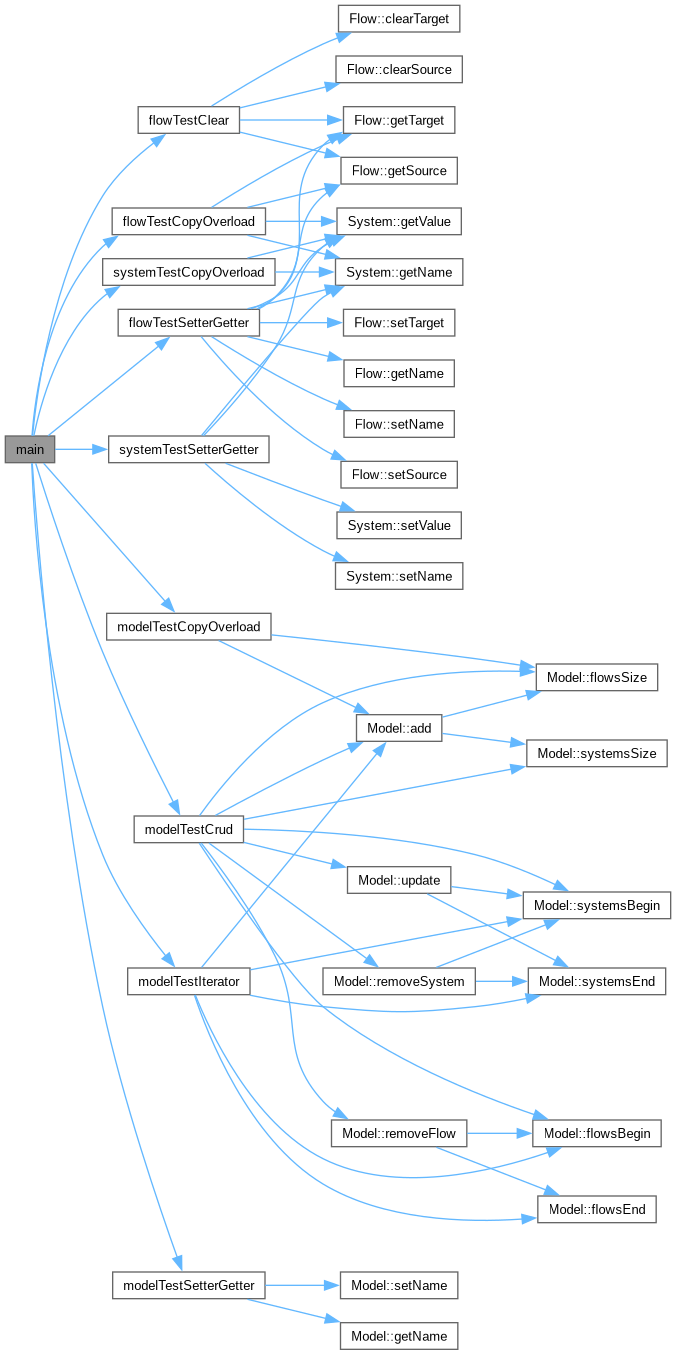 Flow::clearTarget
Flow::clearSource
flowTestClear
Flow::getTarget
Flow::getSource
flowTestCopyOverload
System::getValue
systemTestCopyOverload
System::getName
flowTestSetterGetter
Flow::setTarget
Flow::getName
Flow::setName
main
systemTestSetterGetter
Flow::setSource
System::setValue
System::setName
modelTestCopyOverload
Model::flowsSize
Model::add
Model::systemsSize
modelTestCrud
Model::update
Model::systemsBegin
modelTestIterator
Model::removeSystem
Model::systemsEnd
Model::removeFlow
Model::flowsBegin
Model::flowsEnd
modelTestSetterGetter
Model::setName
Model::getName